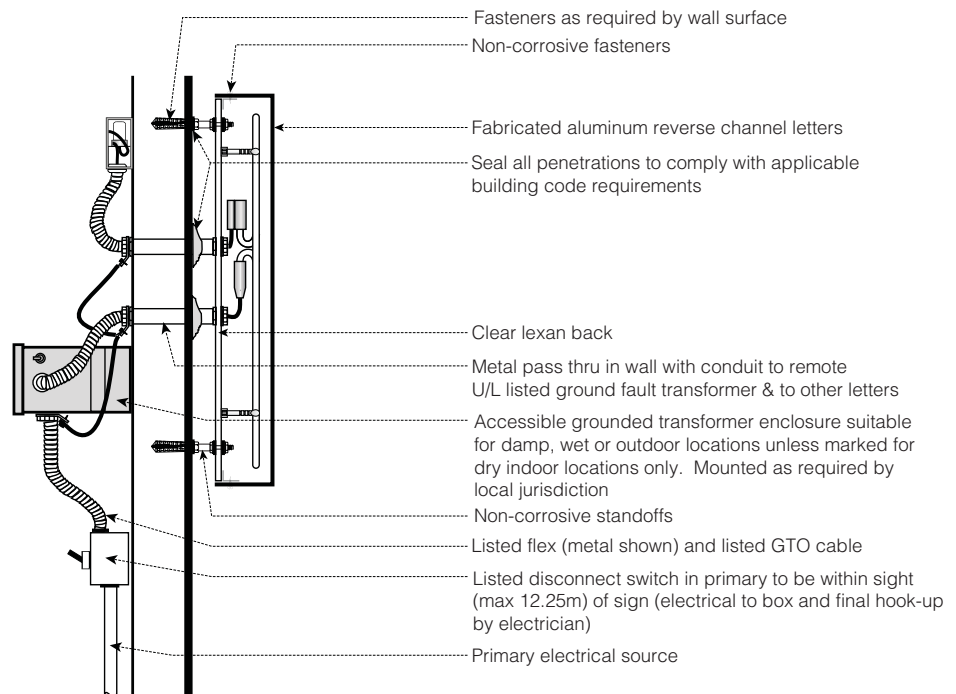 Fasteners as required by wall surface
Non-corrosive fasteners
Fabricated aluminum reverse channel letters
Seal all penetrations to comply with applicable
building code requirements
Clear lexan back
Metal pass thru in wall with conduit to remote
U/L listed ground fault transformer & to other letters
Accessible grounded transformer enclosure suitable
for damp, wet or outdoor locations unless marked for
dry indoor locations only.  Mounted as required by
local jurisdiction
Non-corrosive standoffs
Listed flex (metal shown) and listed GTO cable
Listed disconnect switch in primary to be within sight
(max 12.25m) of sign (electrical to box and final hook-up
by electrician)
Primary electrical source